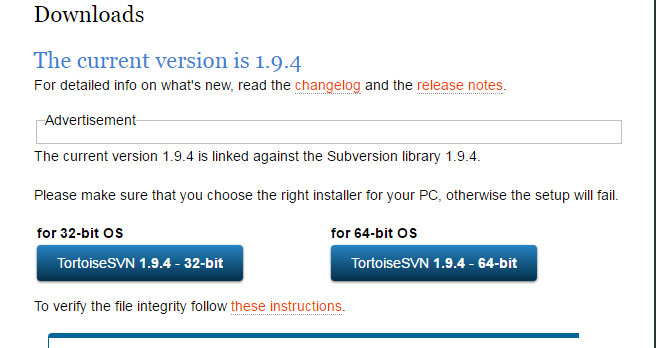 Downloads
The current version is 1.9.4
For detailed info on what's new, read the changelog and the release notes.
Advertisement
The current version 1.9.4 is linked against the Subversion library 1.9.4.
Please make sure that you choose the right installer for your PC, otherwise the setup will fail.
for 32-bit OS
TortoiseSVN 1.9.4 - 32-bit
for 64-bit OS
TortoiseSVN 1.9.4 - 64-bit
To verify the file integrity follow these instructions.